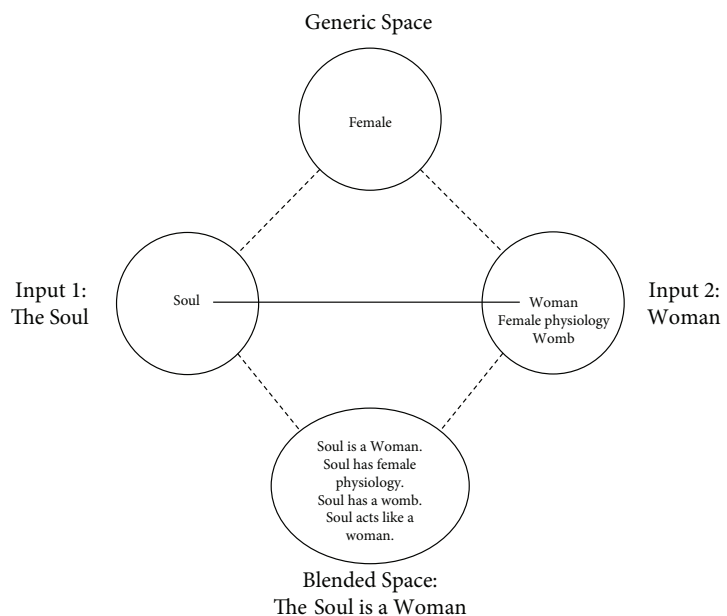 Generic Space
Female
Input 1:
The Soul
Soul
Woman
Female physiology
Womb
Input 2:
Woman
Soul is a Woman.
Soul has female
physiology.
Soul has a womb.
Soul acts like a
woman.
Blended Space:
The Soul is a Woman